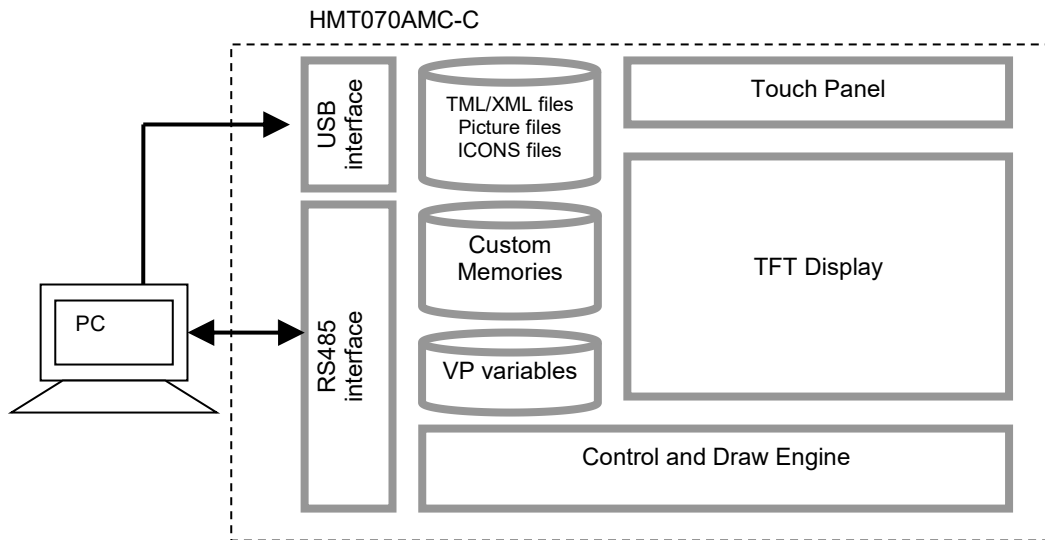 HMT070AMC-C
USB
interface
TML/XML files
Picture files
ICONS files
Touch Panel
Custom
Memories
TFT Display
PC
RS485
interface
VP variables
Control and Draw Engine